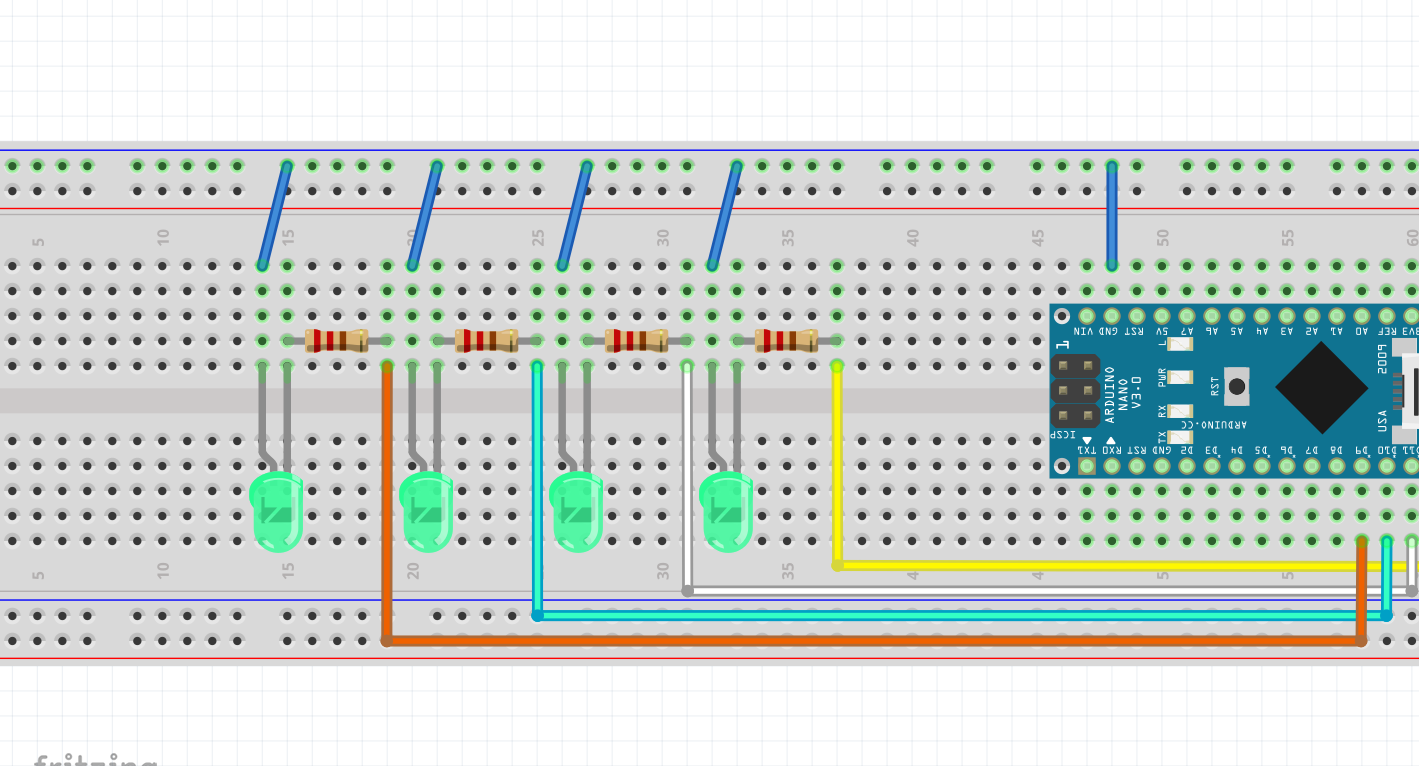 5 10 15 20 25 30 35 40 45 50 55 60
VIN GND RST 5V A7 A6 A5 A4 A3 A2 A1 A0 REF 3V3
L
PWR
RX
TX
RST
ARDUINO
NANO
V3.0
ICSP
ARDUINO.CC
USA
TX1 RX0 RST GND D2 D3 D4 D5 D6 D7 D8 D9 D10 D11
5 10 15 20 30 35 4 4 5 5
fritzing